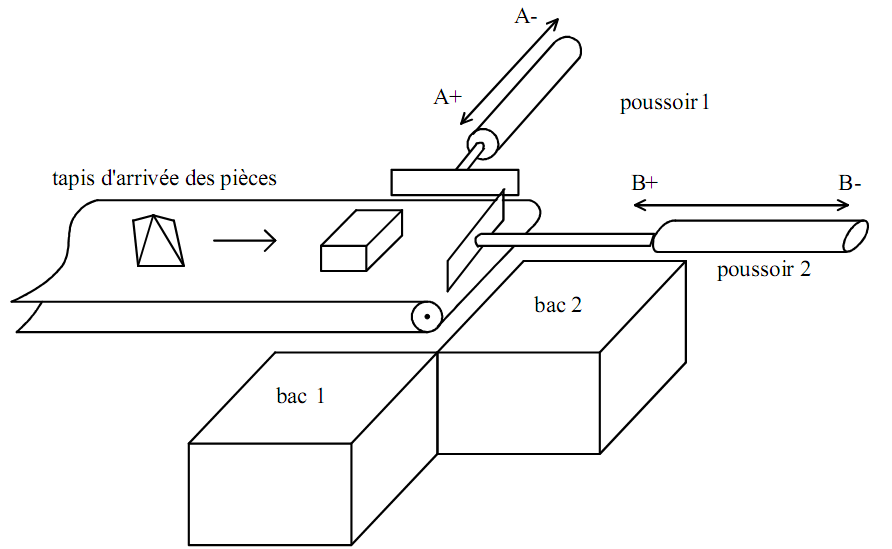 A-
A+
poussoir 1
tapis d'arrivée des pièces
B+
B-
poussoir 2
bac 2
bac 1